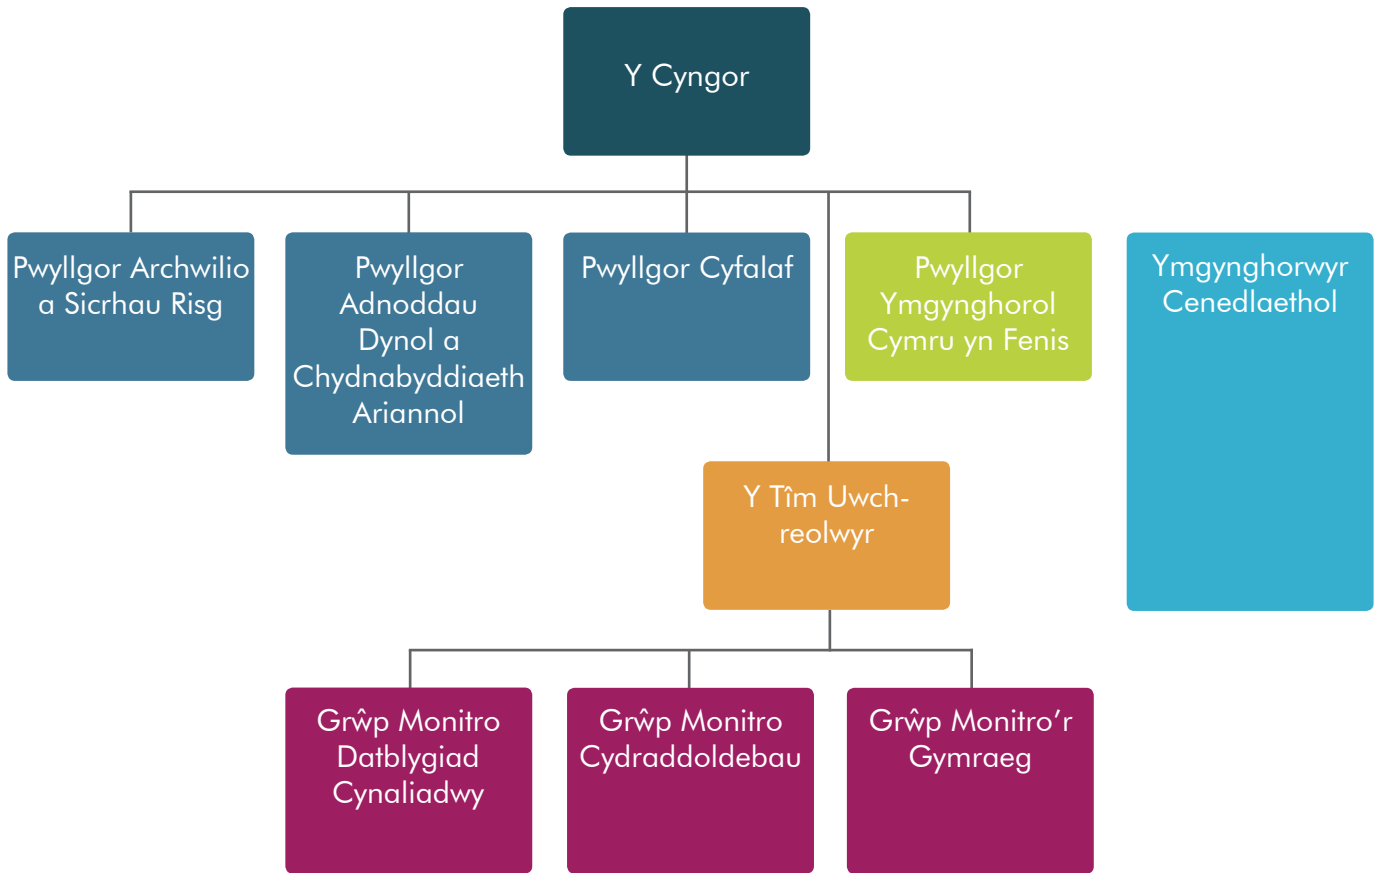 Y Cyngor
Pwyllgor Archwilio
a Sicrhau Risg
Pwyllgor
Adnoddau
Dynol a
Chydnabyddiaeth
Ariannol
Pwyllgor Cyfalaf
Pwyllgor
Ymgynghorol
Cymru yn Fenis
Ymgynghorwyr
Cenedlaethol
Y Tîm Uwch-
reolwyr
Grŵp Monitro
Datblygiad
Cynaliadwy
Grŵp Monitro
Cydraddoldebau
Grŵp Monitro’r
Gymraeg